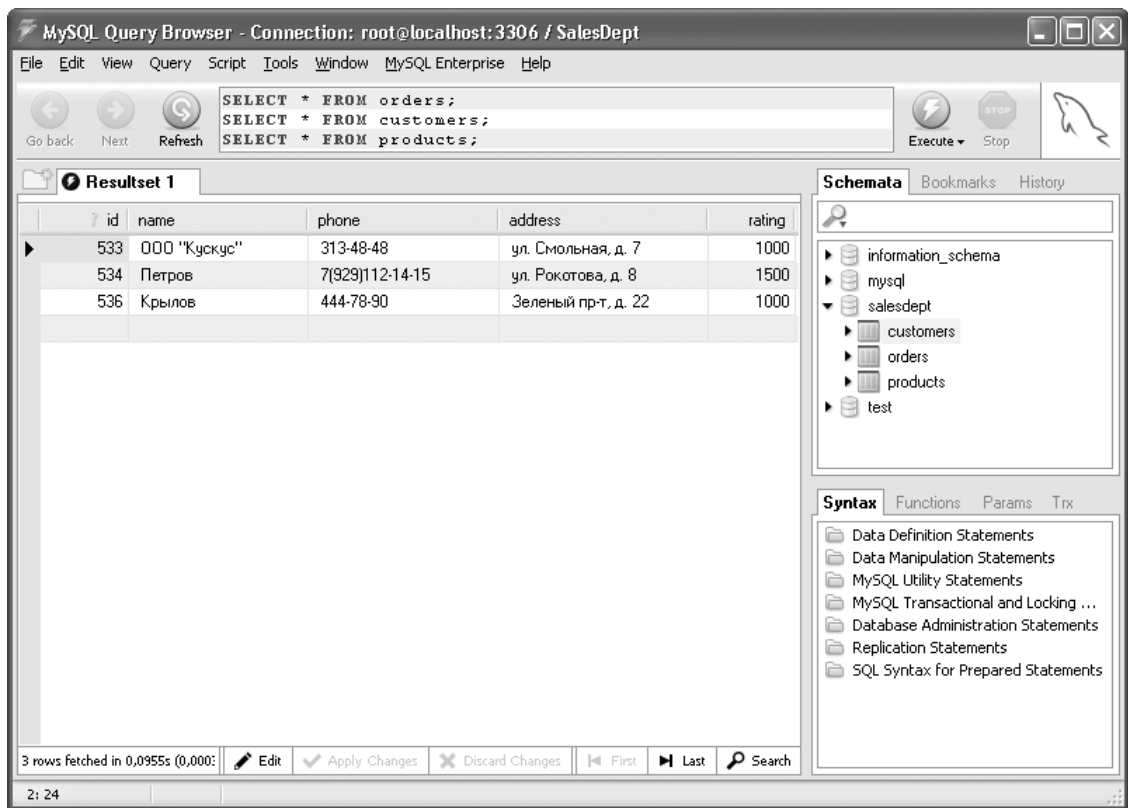 MySQL Query Browser - Connection: root@localhost:3306 / SalesDept
File Edit View Query Script Tools Window MySQL Enterprise Help
SELECT * FROM orders;
SELECT * FROM customers;
SELECT * FROM products;
Go back Next Refresh Execute STOP Stop
Resultset 1
? id name phone address rating
533 ООО "Кускус" 313-48-48 ул. Смольная, д. 7 1000
534 Петров 7(929)112-14-15 ул. Рокотова, д. 8 1500
536 Крылов 444-78-90 Зеленый пр-т, д. 22 1000
3 rows fetched in 0,0955s (0,000 Edit Apply Changes Discard Changes First Last Search
2: 24
Schemata Bookmarks History
information_schema
mysql
salesdept
customers
orders
products
test
Syntax Functions Params Trx
Data Definition Statements
Data Manipulation Statements
MySQL Utility Statements
MySQL Transactional and Locking ...
Database Administration Statements
Replication Statements
SQL Syntax for Prepared Statements